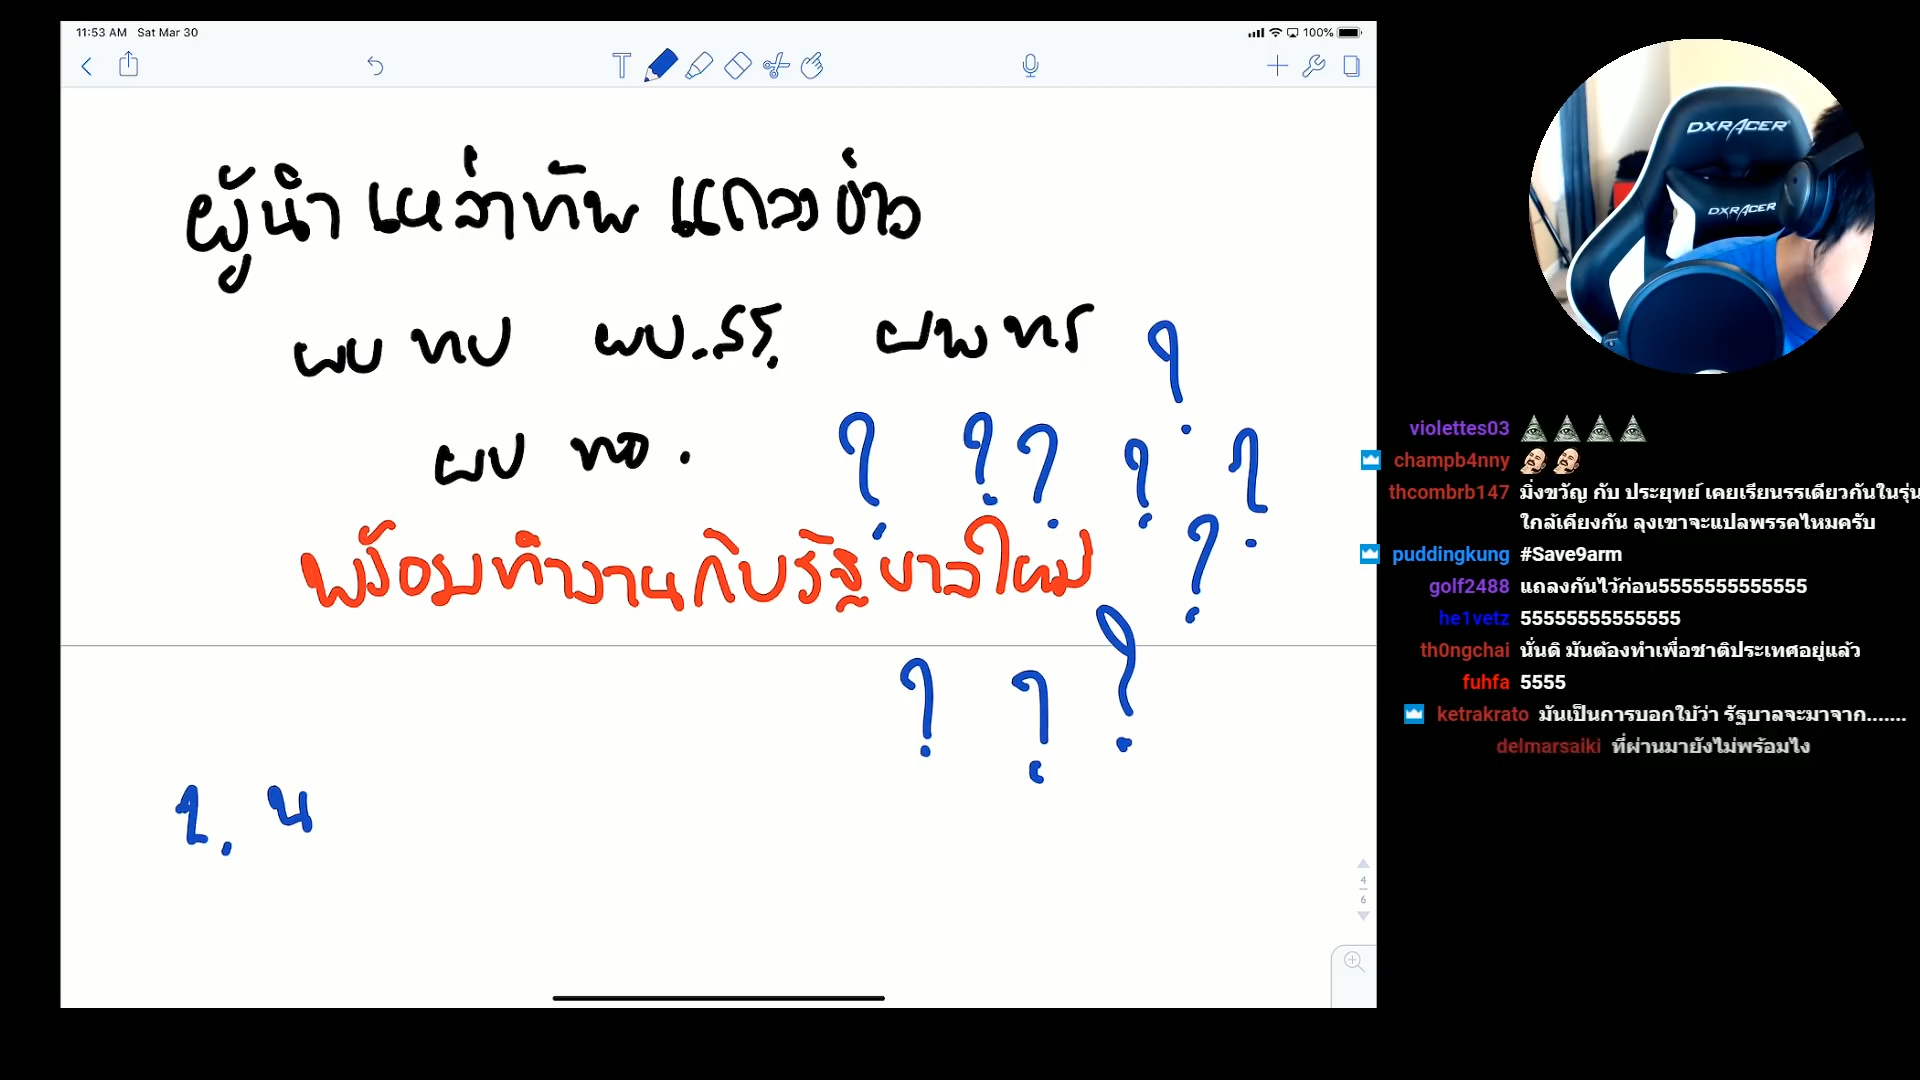 11:53 AM Sat Mar 30
100%
T
ผู้นำเหล่าทัพ แถลงข่าว
ผบ ทบ ผบ.สส. ผบ ทร
?
ผบ ทอ.
? ? ? ? ?
พร้อมทำงานกับรัฐบาลใหม่
?
? ? ?
1. น
4
6
DXRACER
DXRACER
violettes03
champb4nny
thcombrb147 มิ่งขวัญ กับ ประยุทย์ เคยเรียนรรเดียวกันในรุ่น
ใกล้เคียงกัน ลุงเขาจะแปลพรรคไหมครับ
puddingkung #Save9arm
golf2488 แถลงกันไว้ก่อน5555555555555
he1vetz 55555555555555
th0ngchai นั่นดิ มันต้องทำเพื่อชาติประเทศอยู่แล้ว
fuhfa 5555
ketrakrato มันเป็นการบอกใบ้ว่า รัฐบาลจะมาจาก.......
delmarsaiki ที่ผ่านมายังไม่พร้อมไง